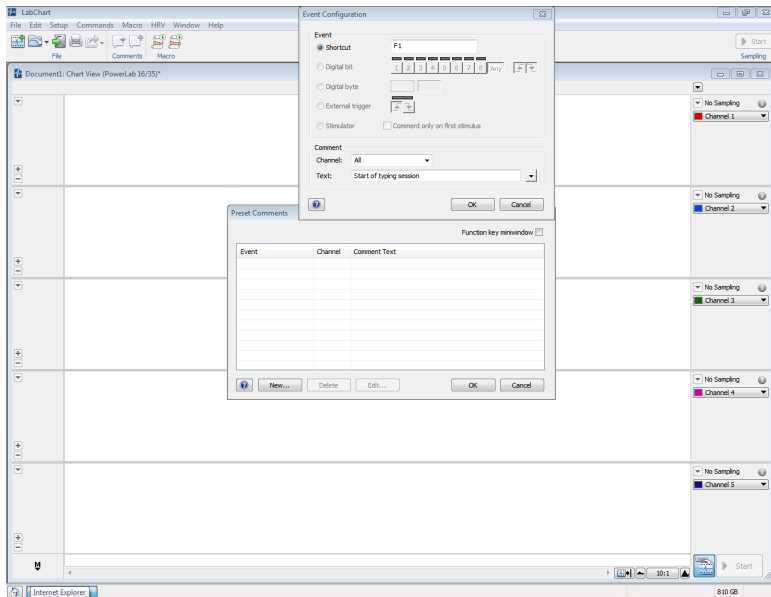 LabChart
File Edit Setup Commands Macro HRV Window Help
Start Stop
File Comments Macro
Start
Sampling
Document1: Chart View (PowerLab 16/35)*
Event Configuration
Event
Shortcut F1
Digital bit 1 2 3 4 5 6 7 8 Any
Digital byte
External trigger
Stimulator Comment only on first stimulus
Comment
Channel: All
Text: Start of typing session
OK Cancel
Preset Comments
Function key miniwindow
Event Channel Comment Text
New... Delete Edit... OK Cancel
No Sampling
Channel 1
No Sampling
Channel 2
No Sampling
Channel 3
No Sampling
Channel 4
No Sampling
Channel 5
10:1
Start
Internet Explorer
810 GB